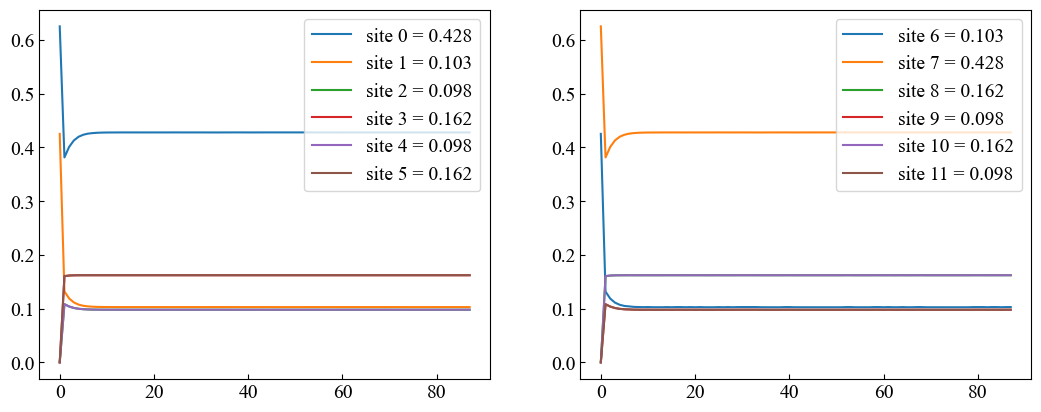 0.6
0.5
0.4
0.3
0.2
0.1
0.0
0 20 40 60 80
site 0 = 0.428
site 1 = 0.103
site 2 = 0.098
site 3 = 0.162
site 4 = 0.098
site 5 = 0.162
0.6
0.5
0.4
0.3
0.2
0.1
0.0
0 20 40 60 80
site 6 = 0.103
site 7 = 0.428
site 8 = 0.162
site 9 = 0.098
site 10 = 0.162
site 11 = 0.098